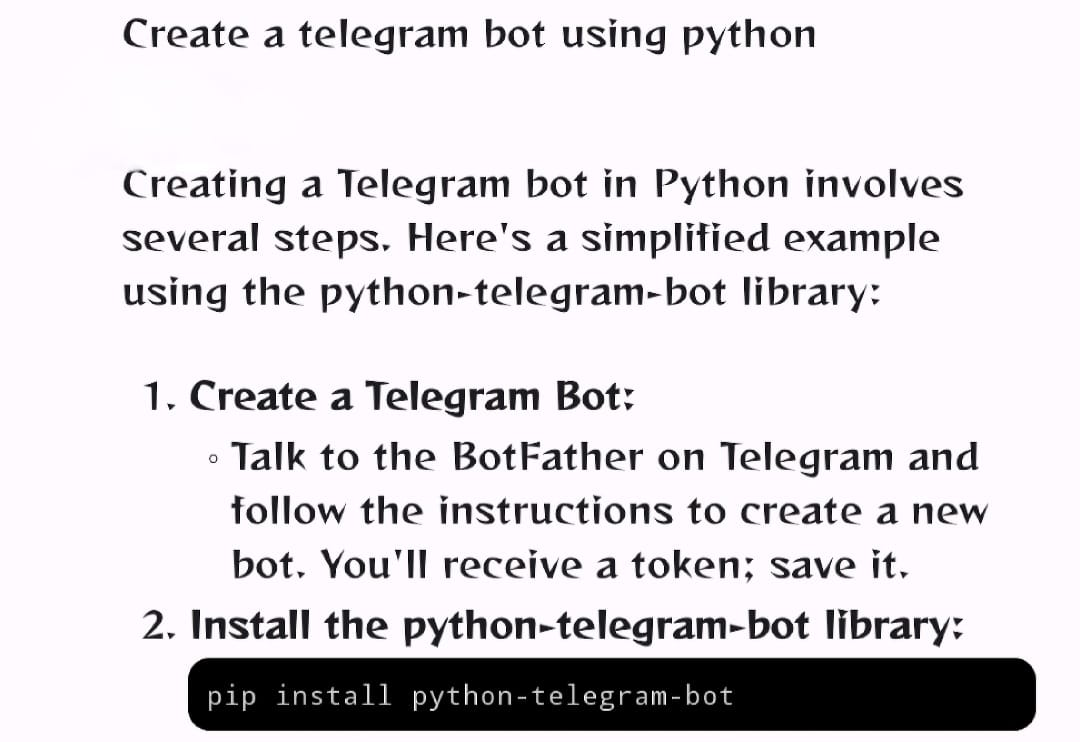 Create a telegram bot using python
Creating a Telegram bot in Python involves
several steps. Here's a simplified example
using the python-telegram-bot library:
1. Create a Telegram Bot:
◦ Talk to the BotFather on Telegram and
follow the instructions to create a new
bot. You'll receive a token; save it.
2. Install the python-telegram-bot library:
pip install python-telegram-bot